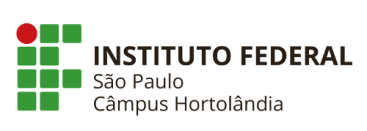 INSTITUTO FEDERAL
São Paulo
Câmpus Hortolândia